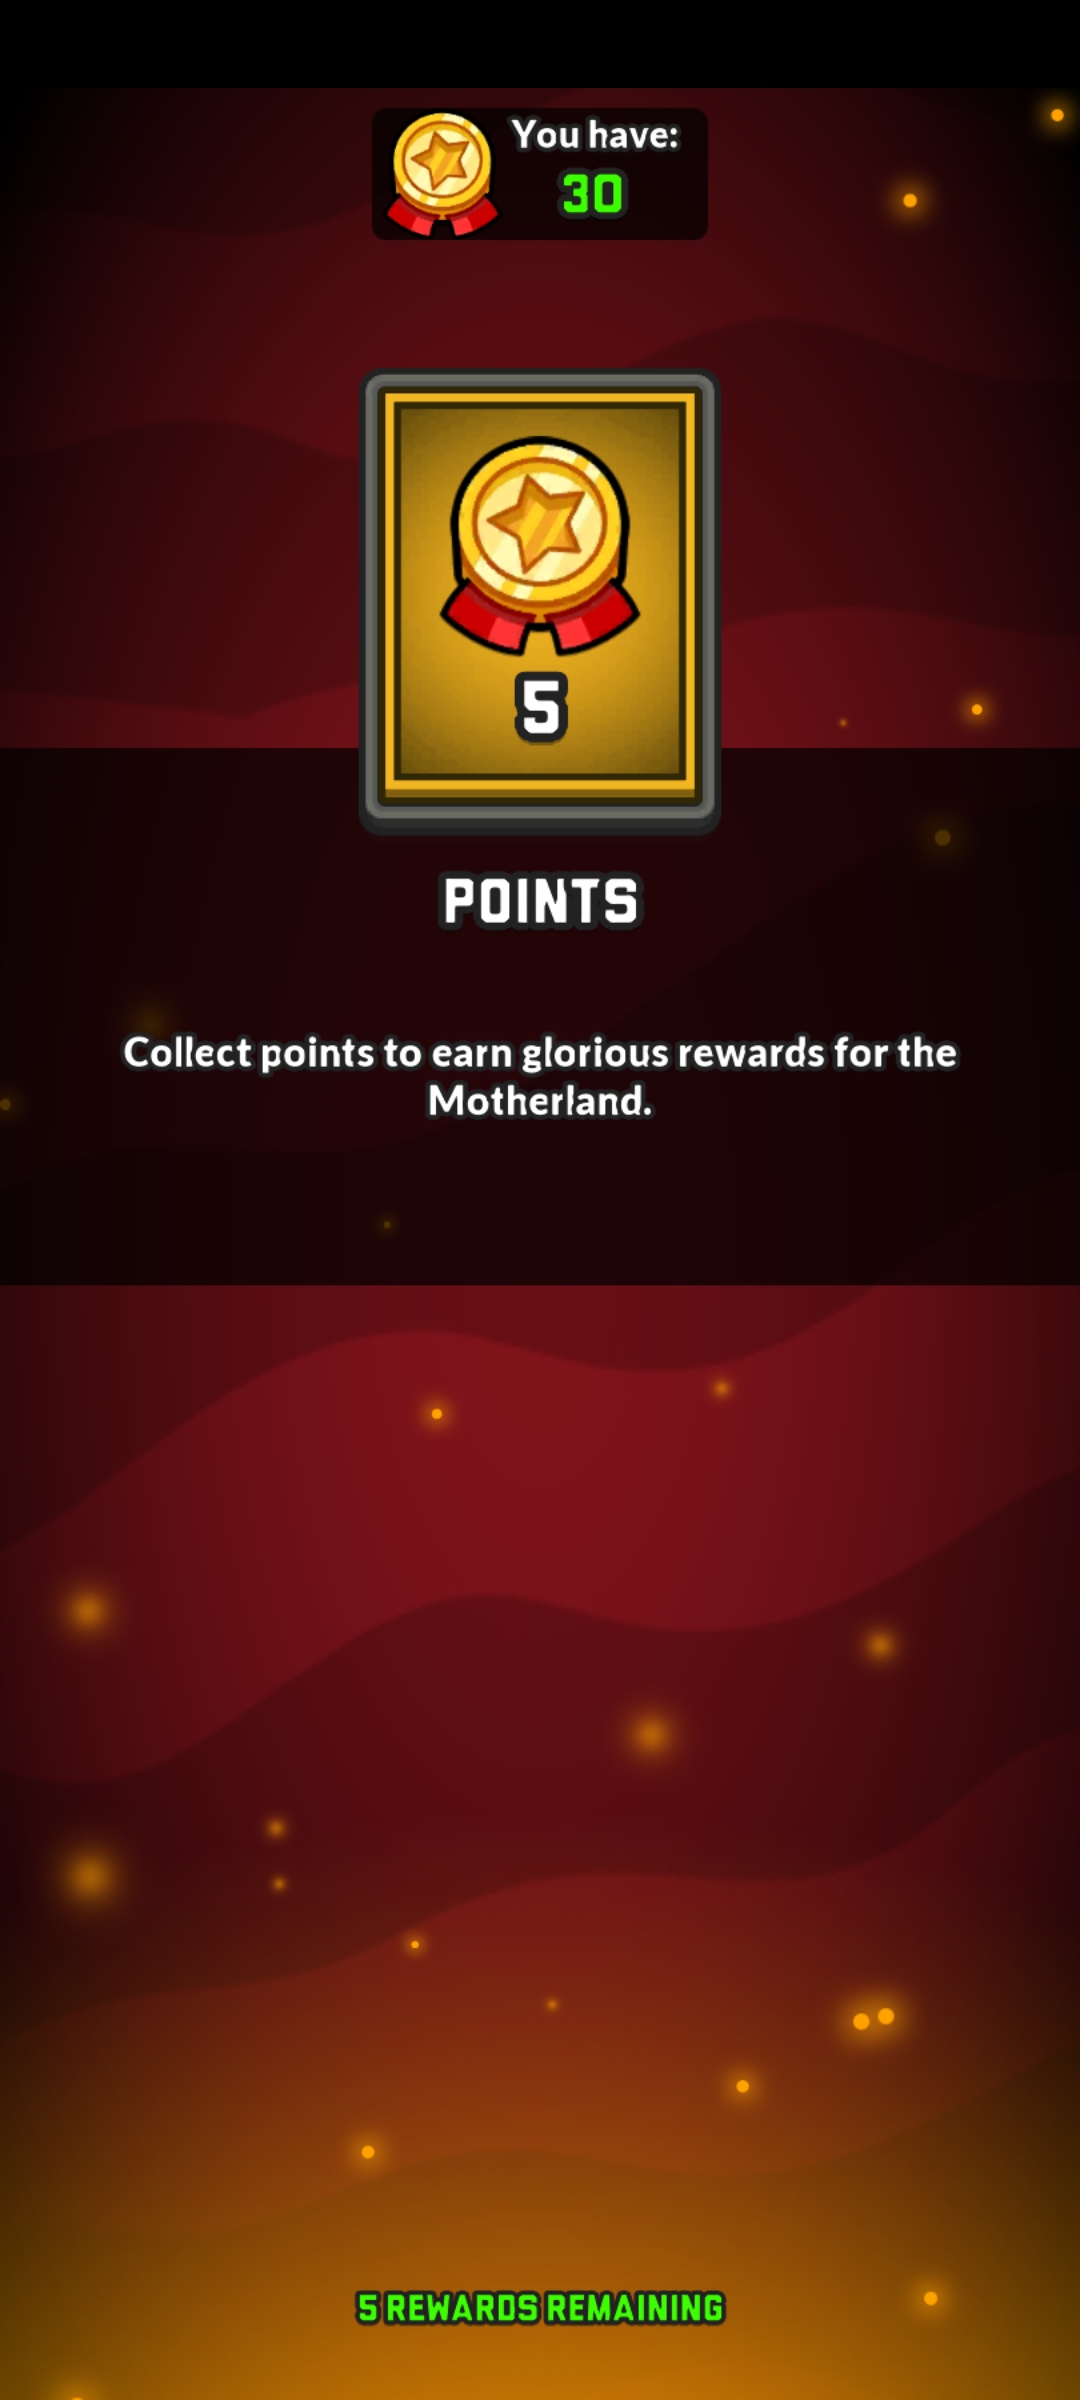 You have:
30
5
POINTS
Collect points to earn glorious rewards for the
Motherland.
5 REWARDS REMAINING